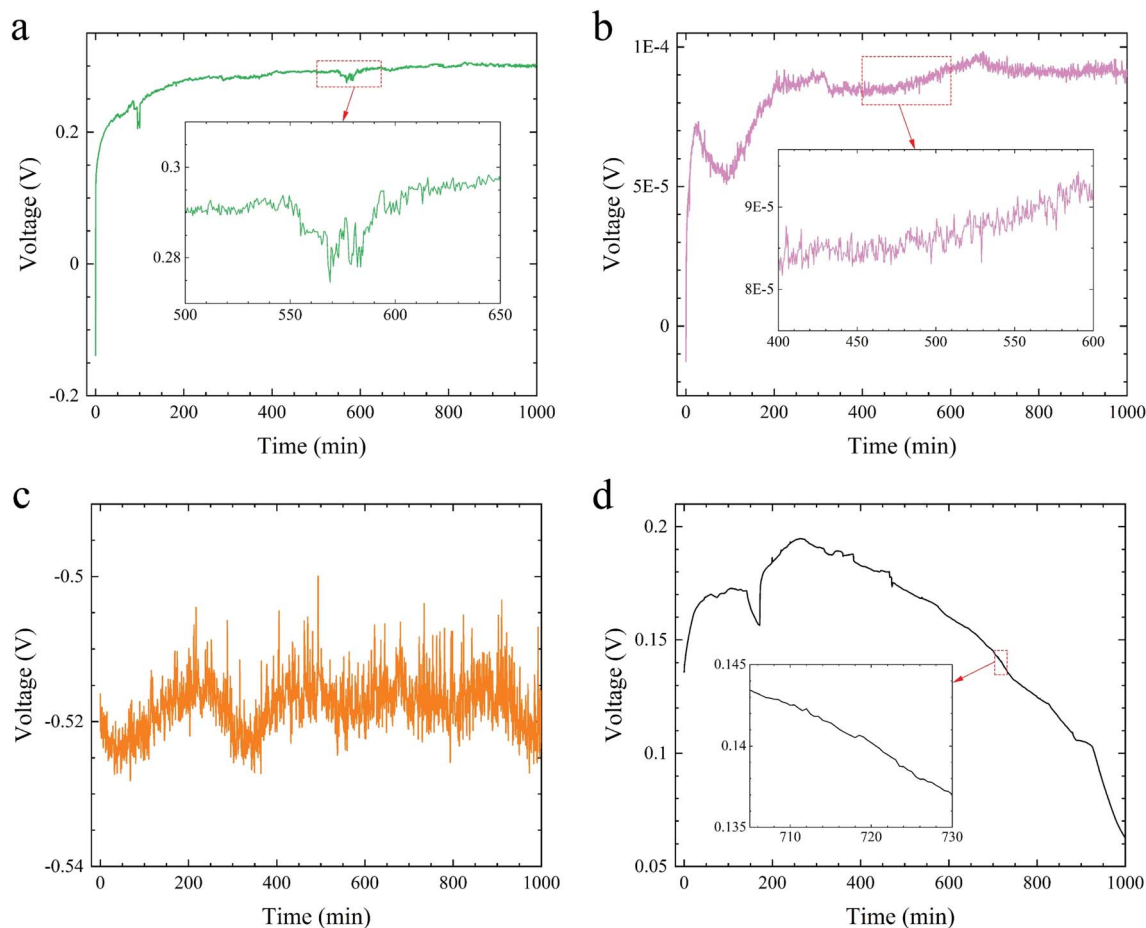 a
0.2
0
-0.2
Voltage (V)
0 200 400 600 800 1000
Time (min)
0.3
0.28
500 550 600 650
b
1E-4
5E-5
0
Voltage (V)
0 200 400 600 800 1000
Time (min)
9E-5
8E-5
400 450 500 550 600
c
-0.5
-0.52
-0.54
Voltage (V)
0 200 400 600 800 1000
Time (min)
d
0.2
0.15
0.1
0.05
Voltage (V)
0 200 400 600 800 1000
Time (min)
0.145
0.14
0.135
710 720 730